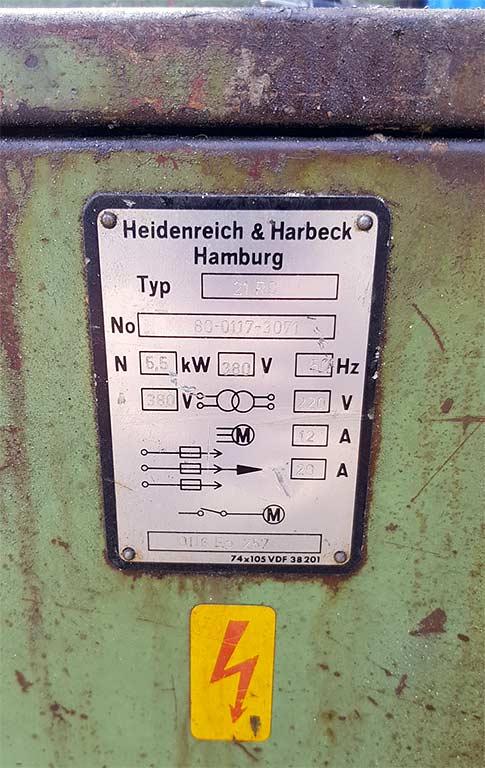 Heidenreich & Harbeck
Hamburg
Typ 21 RO
No 80-0117-3071
N 5,5 kW 380 V Hz
380 V 220 V
M 12 A
20 A
M
74x105 VDF 38 201